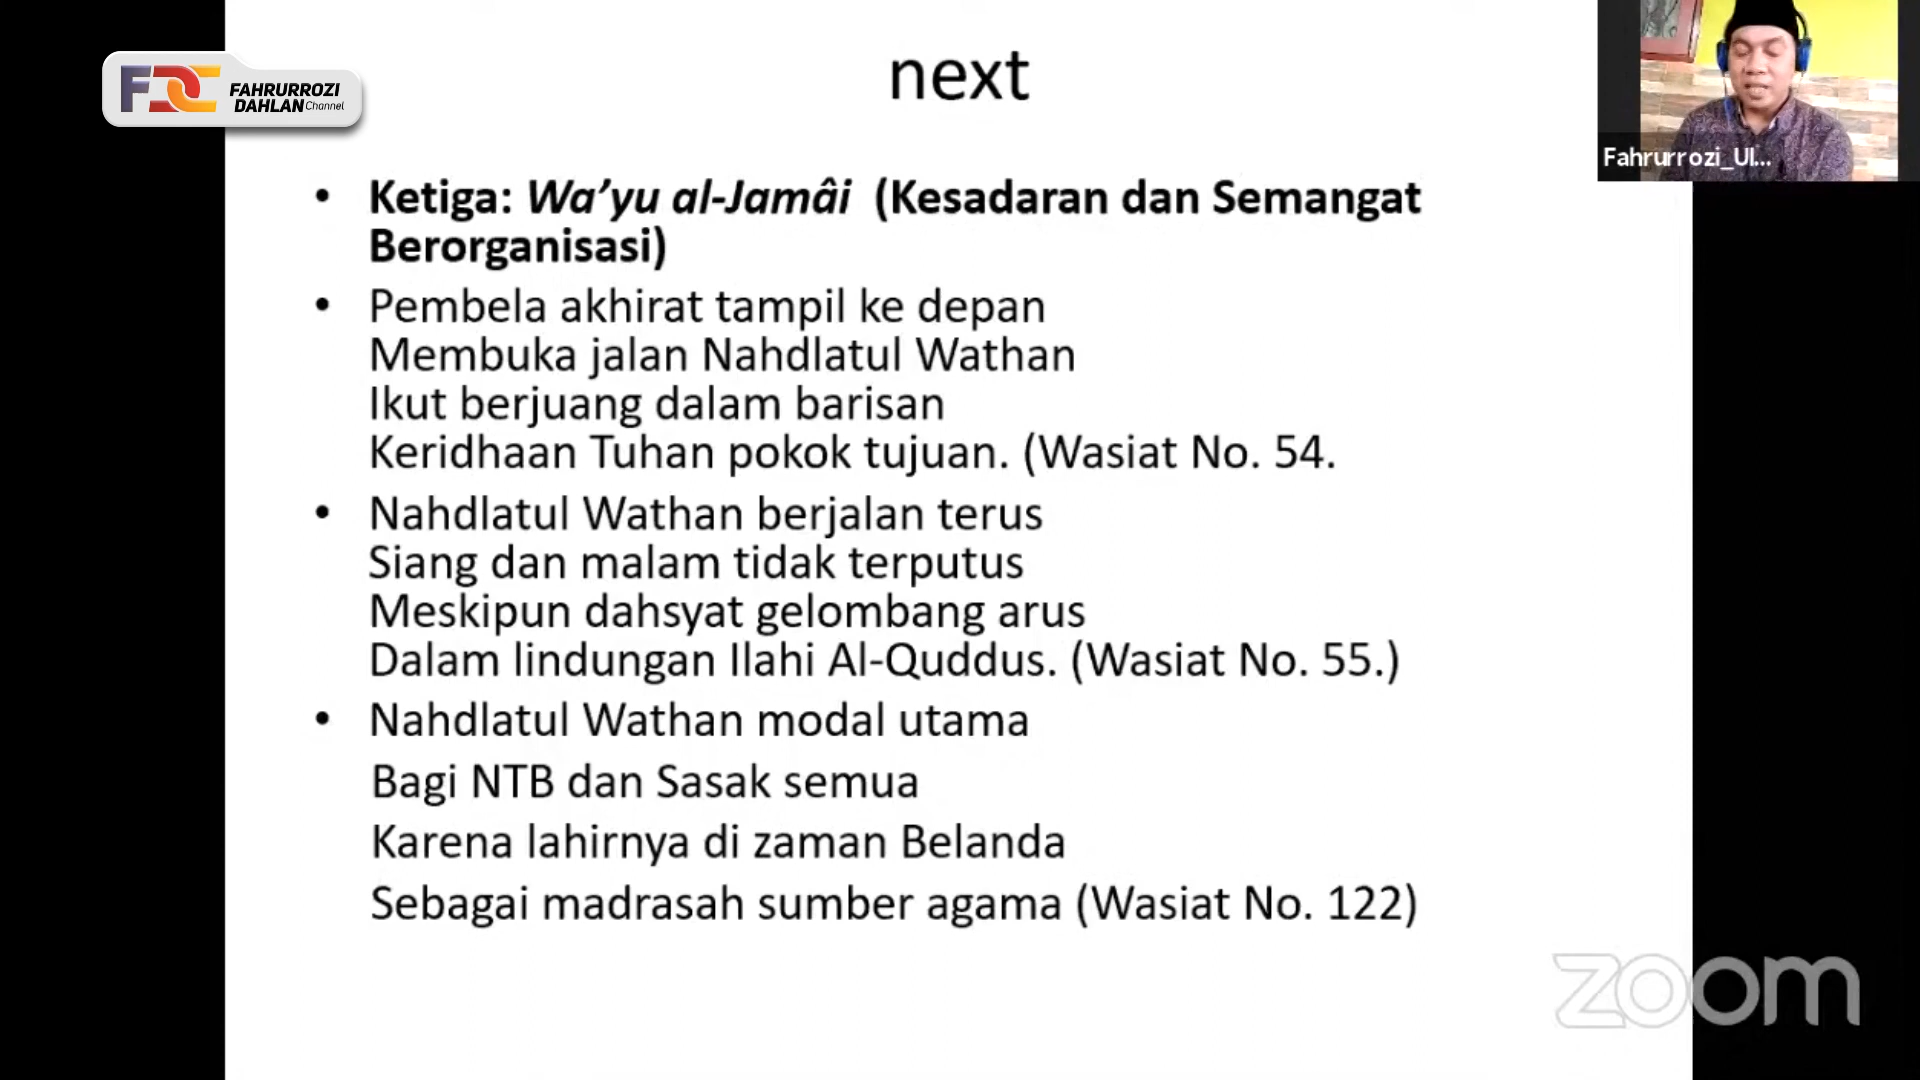 FDC FAHRURROZI
DAHLAN Channel
next
Fahrurrozi_UI...
• Ketiga: Wa’yu al-Jamâi (Kesadaran dan Semangat
Berorganisasi)
• Pembela akhirat tampil ke depan
Membuka jalan Nahdlatul Wathan
Ikut berjuang dalam barisan
Keridhaan Tuhan pokok tujuan. (Wasiat No. 54.
• Nahdlatul Wathan berjalan terus
Siang dan malam tidak terputus
Meskipun dahsyat gelombang arus
Dalam lindungan Ilahi Al-Quddus. (Wasiat No. 55.)
• Nahdlatul Wathan modal utama
Bagi NTB dan Sasak semua
Karena lahirnya di zaman Belanda
Sebagai madrasah sumber agama (Wasiat No. 122)
zoom